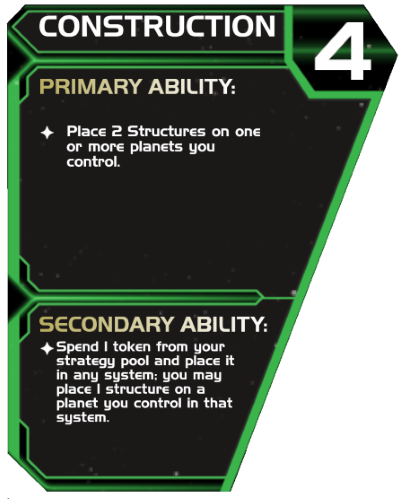 CONSTRUCTION
4
PRIMARY ABILITY:
Place 2 Structures on one
or more planets you
control.
SECONDARY ABILITY:
Spend 1 token from your
strategy pool and place it
in any system; you may
place 1 structure on a
planet you control in that
system.